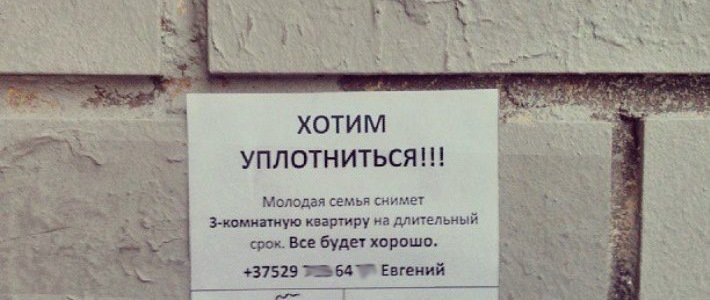 ХОТИМ
УПЛОТНИТЬСЯ!!!
Молодая семья снимет
3-комнатную квартиру на длительный
срок. Все будет хорошо.
+37529 64 Евгений